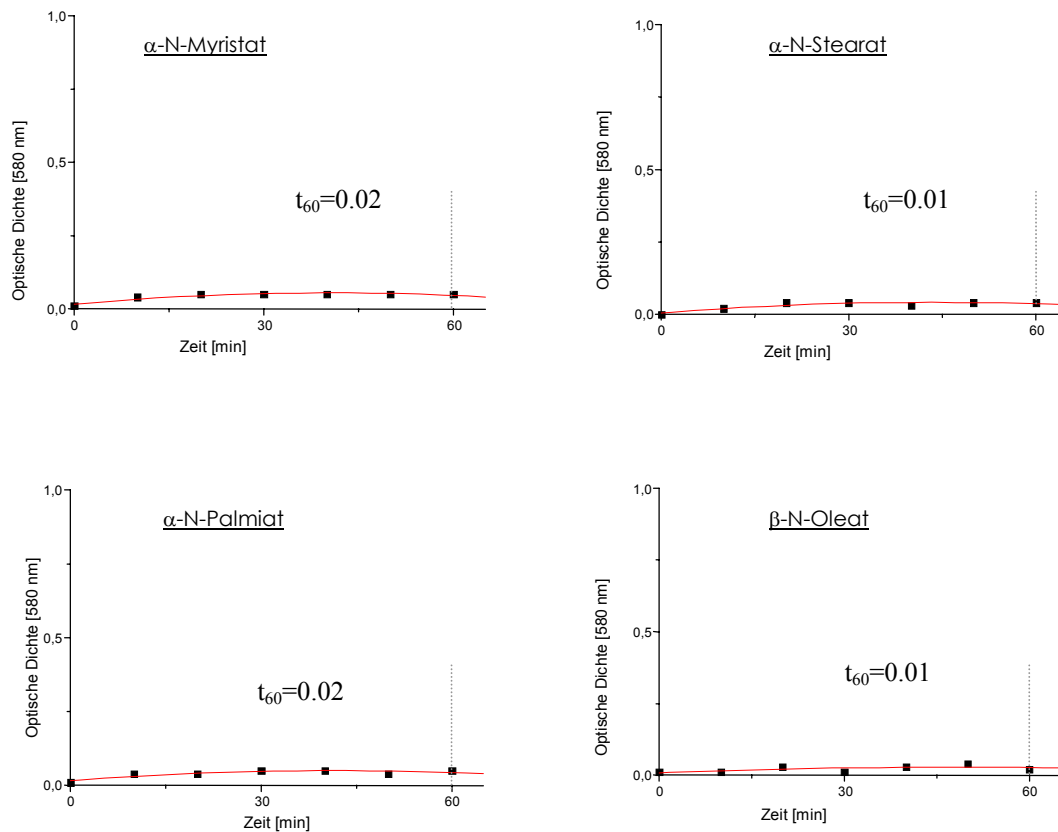 1,0
α-N-Myristat
Optische Dichte [580 nm]
0,5
t60=0.02
0,0
0
30
60
Zeit [min]
1,0
α-N-Stearat
Optische Dichte [580 nm]
0,5
t60=0.01
0,0
0
30
60
Zeit [min]
1,0
α-N-Palmiat
Optische Dichte [580 nm]
0,5
t60=0.02
0,0
0
30
60
Zeit [min]
1,0
β-N-Oleat
Optische Dichte [580 nm]
0,5
t60=0.01
0,0
0
30
60
Zeit [min]